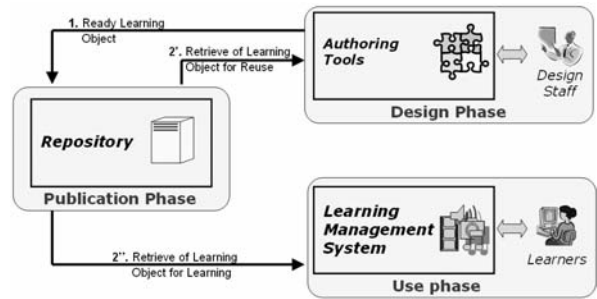 1. Ready Learning
Object
2'. Retrieve of Learning
Object for Reuse
Authoring
Tools
Design
Staff
Design Phase
Repository
Publication Phase
2''. Retrieve of Learning
Object for Learning
Learning
Management
System
Learners
Use phase